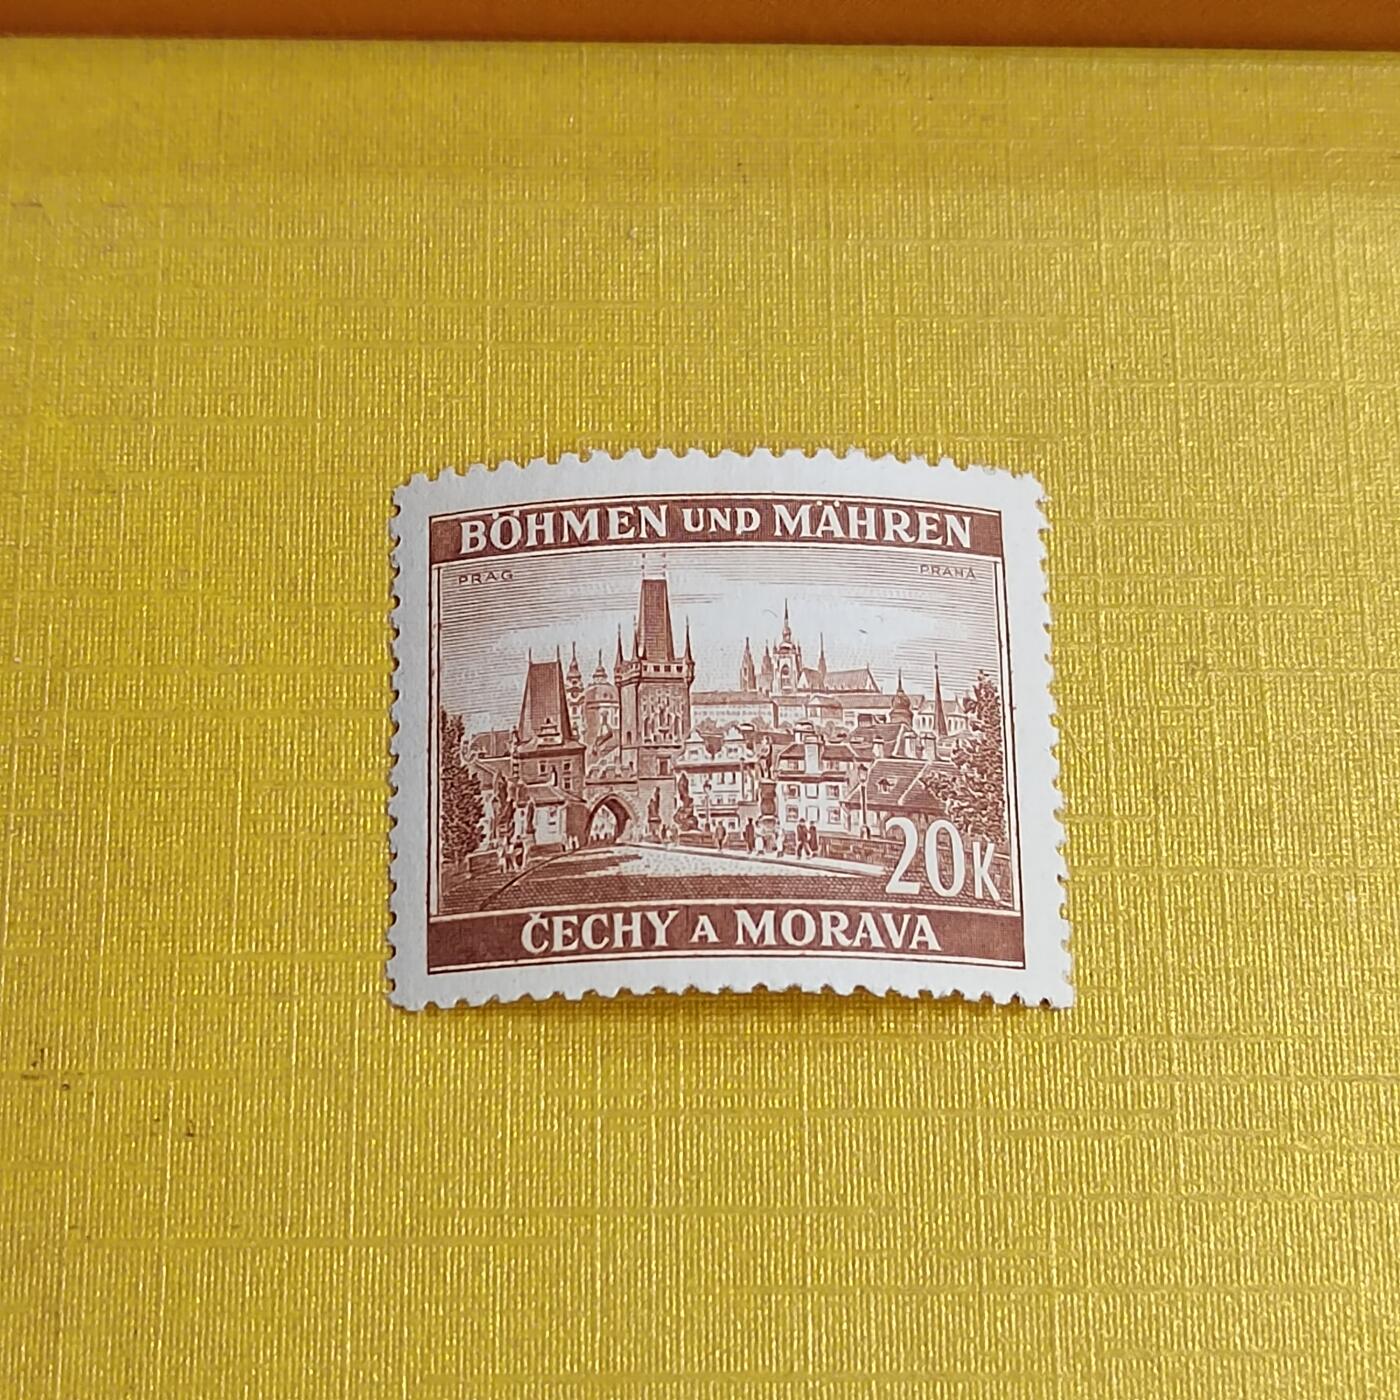 BÖHMEN UND MÄHREN
PRAG PRAHA
20K
ČECHY A MORAVA